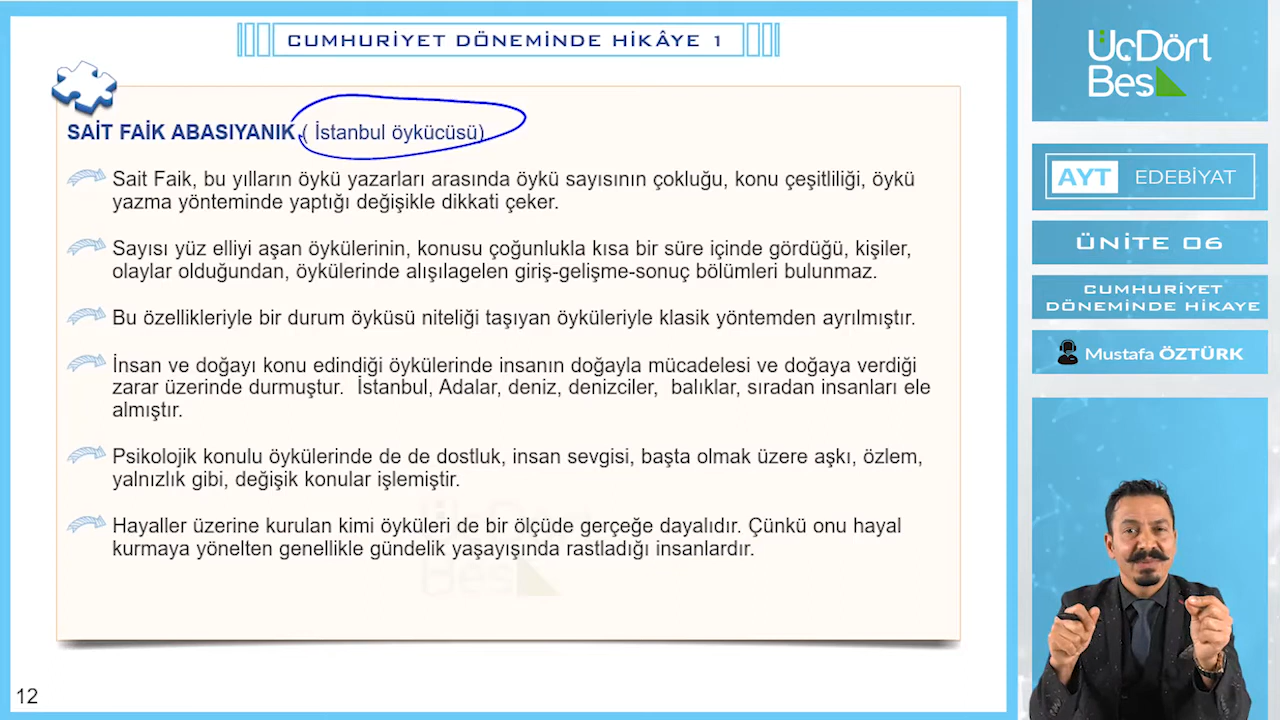 CUMHURİYET DÖNEMİNDE HİKÂYE 1
SAİT FAİK ABASIYANIK ( İstanbul öykücüsü)
Sait Faik, bu yılların öykü yazarları arasında öykü sayısının çokluğu, konu çeşitliliği, öykü
yazma yönteminde yaptığı değişikle dikkati çeker.
Sayısı yüz elliyi aşan öykülerinin, konusu çoğunlukla kısa bir süre içinde gördüğü, kişiler,
olaylar olduğundan, öykülerinde alışılagelen giriş-gelişme-sonuç bölümleri bulunmaz.
Bu özellikleriyle bir durum öyküsü niteliği taşıyan öyküleriyle klasik yöntemden ayrılmıştır.
İnsan ve doğayı konu edindiği öykülerinde insanın doğayla mücadelesi ve doğaya verdiği
zarar üzerinde durmuştur. İstanbul, Adalar, deniz, denizciler, balıklar, sıradan insanları ele
almıştır.
Psikolojik konulu öykülerinde de de dostluk, insan sevgisi, başta olmak üzere aşkı, özlem,
yalnızlık gibi, değişik konular işlemiştir.
Hayaller üzerine kurulan kimi öyküleri de bir ölçüde gerçeğe dayalıdır. Çünkü onu hayal
kurmaya yönelten genellikle gündelik yaşayışında rastladığı insanlardır.
12
ÜçDört
Beş
AYT EDEBİYAT
ÜNİTE 06
CUMHURİYET
DÖNEMİNDE HİKAYE
Mustafa ÖZTÜRK
üçDört
Beş